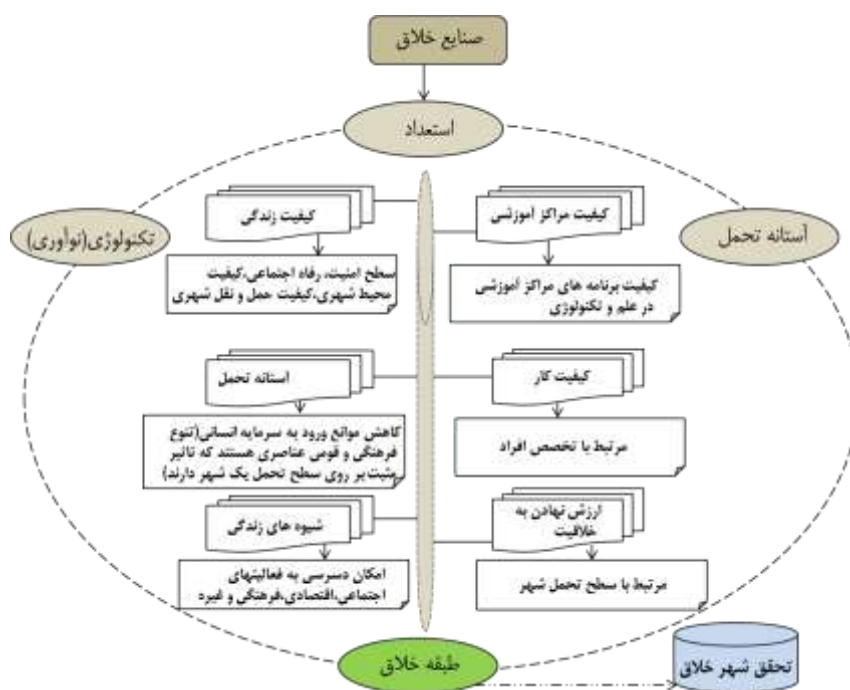 صنایع خلاق
استعداد
آستانه تحمل
تکنولوژی(نوآوری)
کیفیت مراکز آموزشی
کیفیت زندگی
کیفیت برنامه های مراکز آموزشی
در علم و تکنولوژی
سطح امنیت، رفاه اجتماعی،کیفیت
محیط شهری،کیفیت حمل و نقل شهری
کیفیت کار
آستانه تحمل
مرتبط با تخصص افراد
کاهش موانع ورود به سرمایه انسانی(تنوع
فرهنگی و قومی عناصری هستند که تاثیر
مثبت بر روی سطح تحمل یک شهر دارند)
ارزش نهادن به
خلاقیت
شیوه های زندگی
مرتبط با سطح تحمل شهر
امکان دسرسی به فعالیتهای
اجتماعی،اقتصادی،فرهنگی و غیره
طبقه خلاق
تحقق شهر خلاق